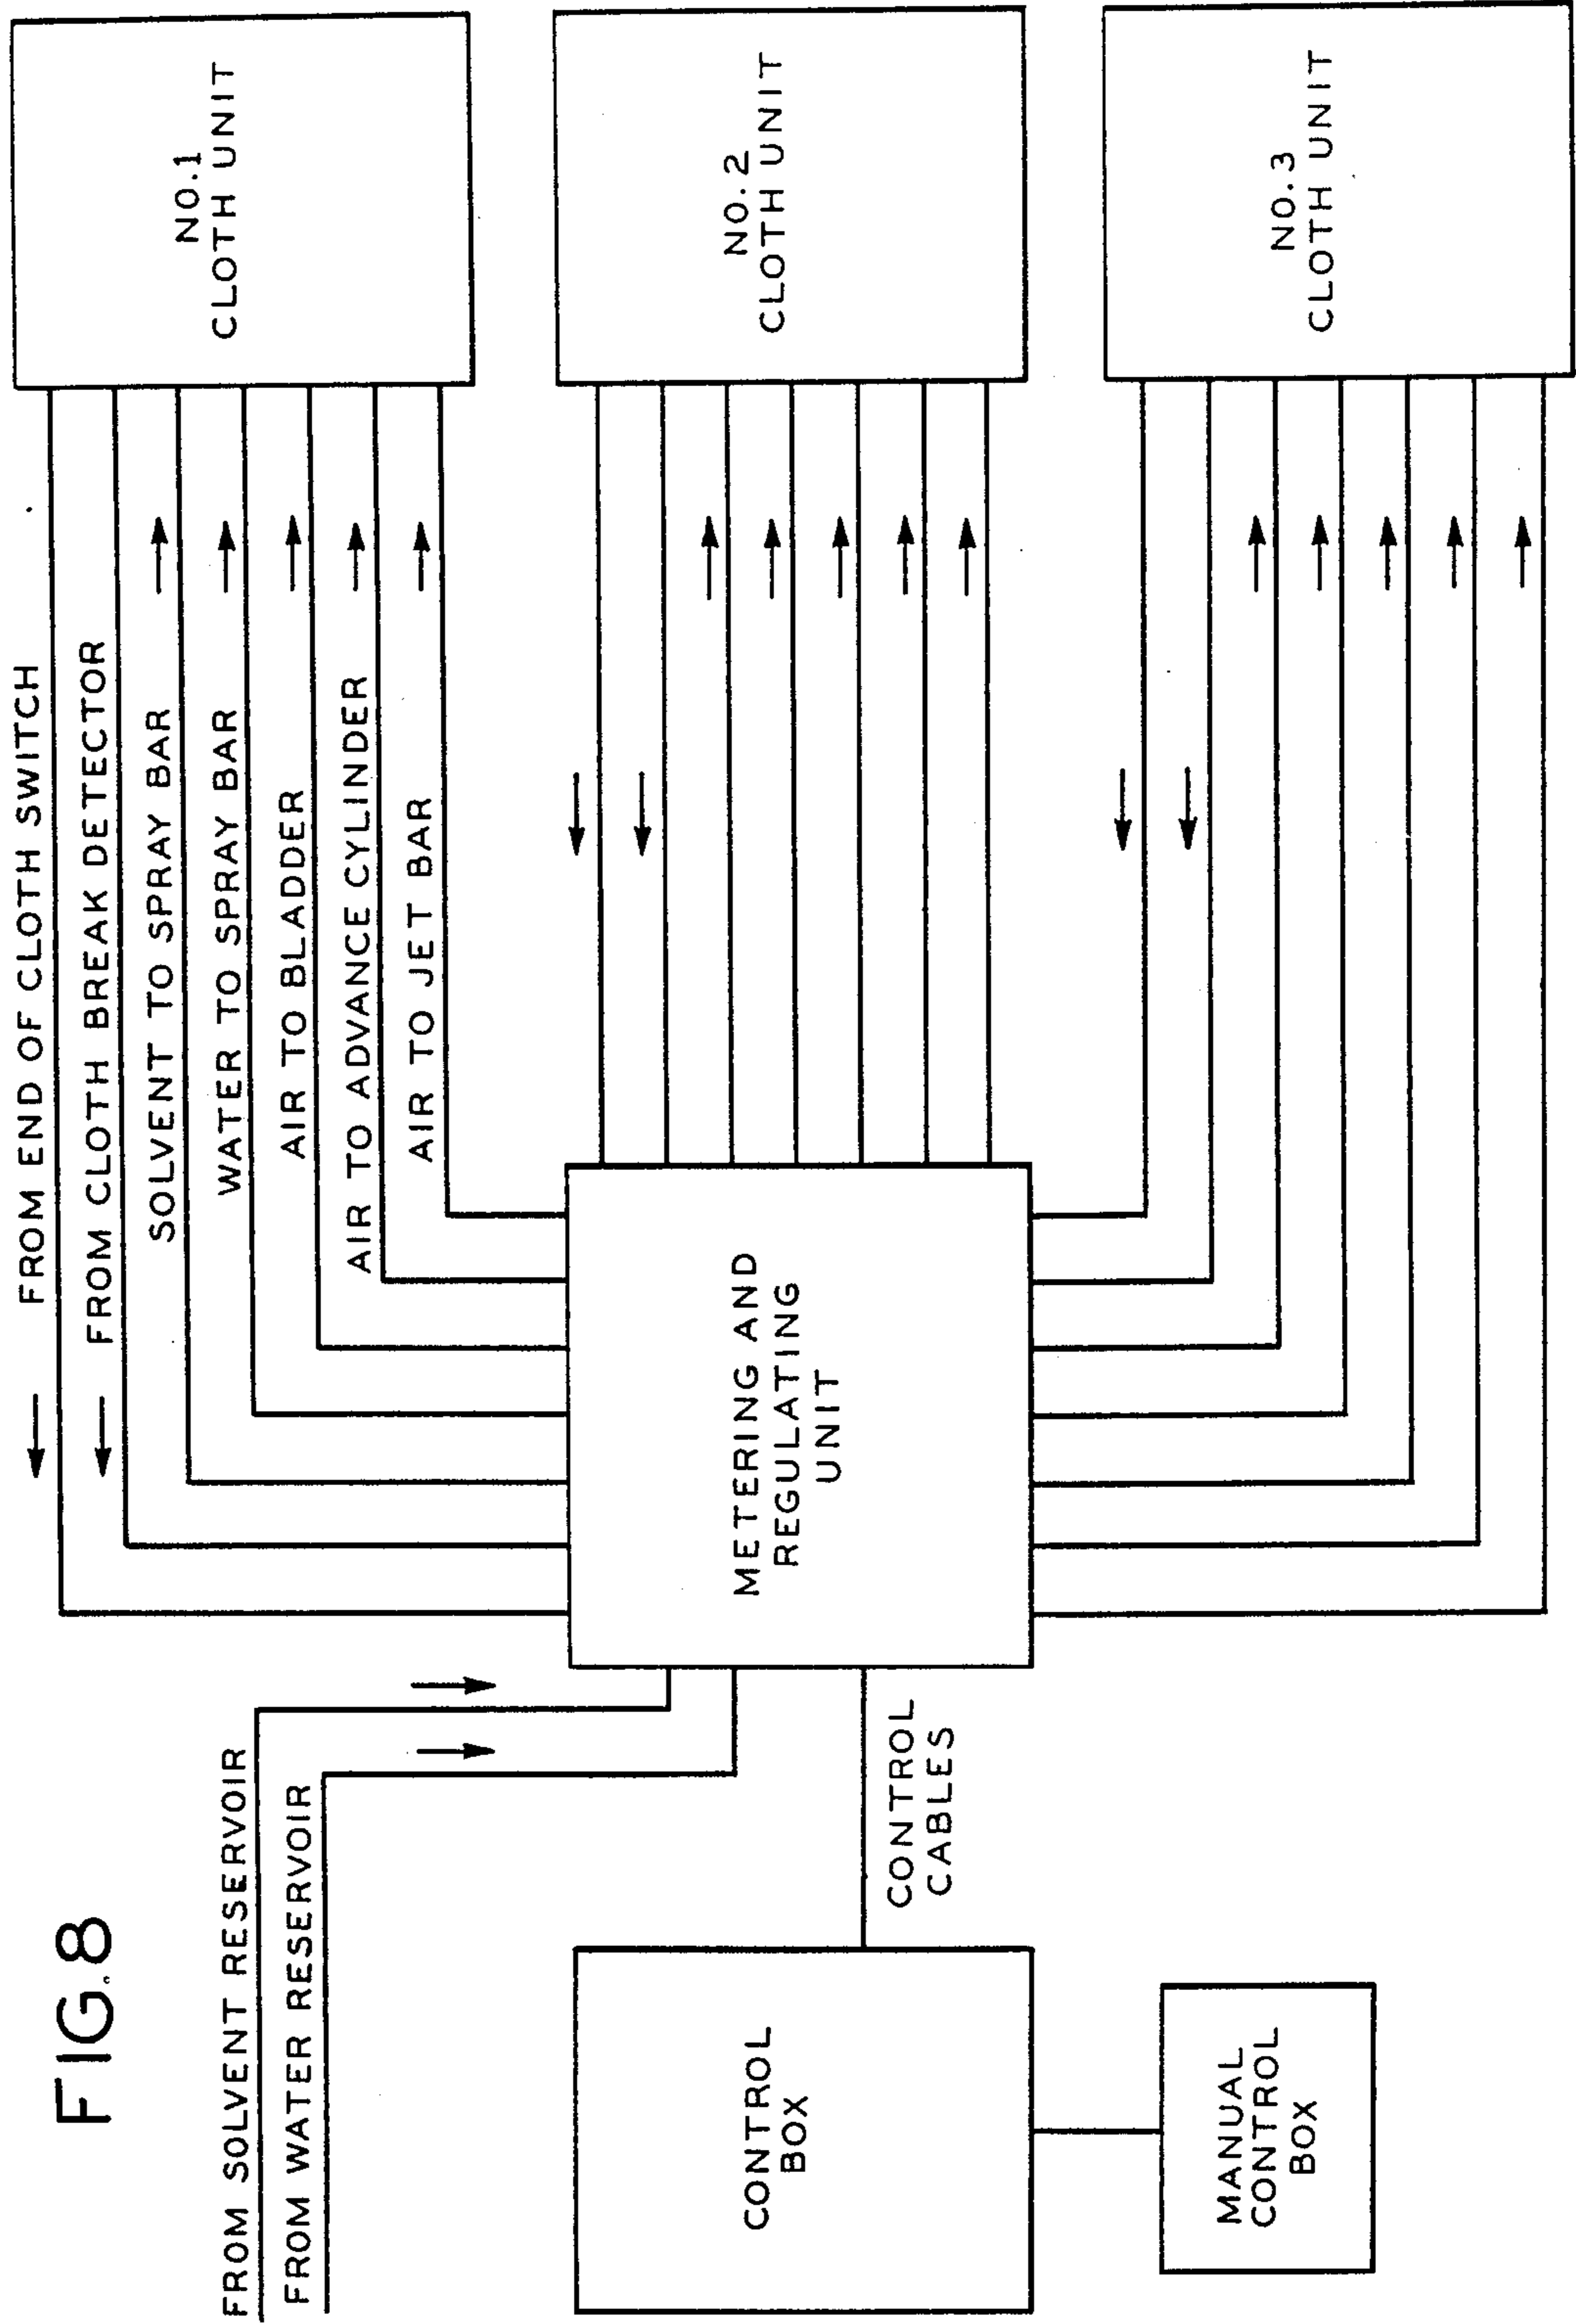 FIG. 8
FROM END OF CLOTH SWITCH
FROM CLOTH BREAK DETECTOR
SOLVENT TO SPRAY BAR
WATER TO SPRAY BAR
AIR TO BLADDER
AIR TO ADVANCE CYLINDER
AIR TO JET BAR
NO.1
CLOTH UNIT
FROM SOLVENT RESERVOIR
FROM WATER RESERVOIR
CONTROL
BOX
CONTROL
CABLES
METERING AND
REGULATING
UNIT
NO. 2
CLOTH UNIT
MANUAL
CONTROL
BOX
NO. 3
CLOTH UNIT